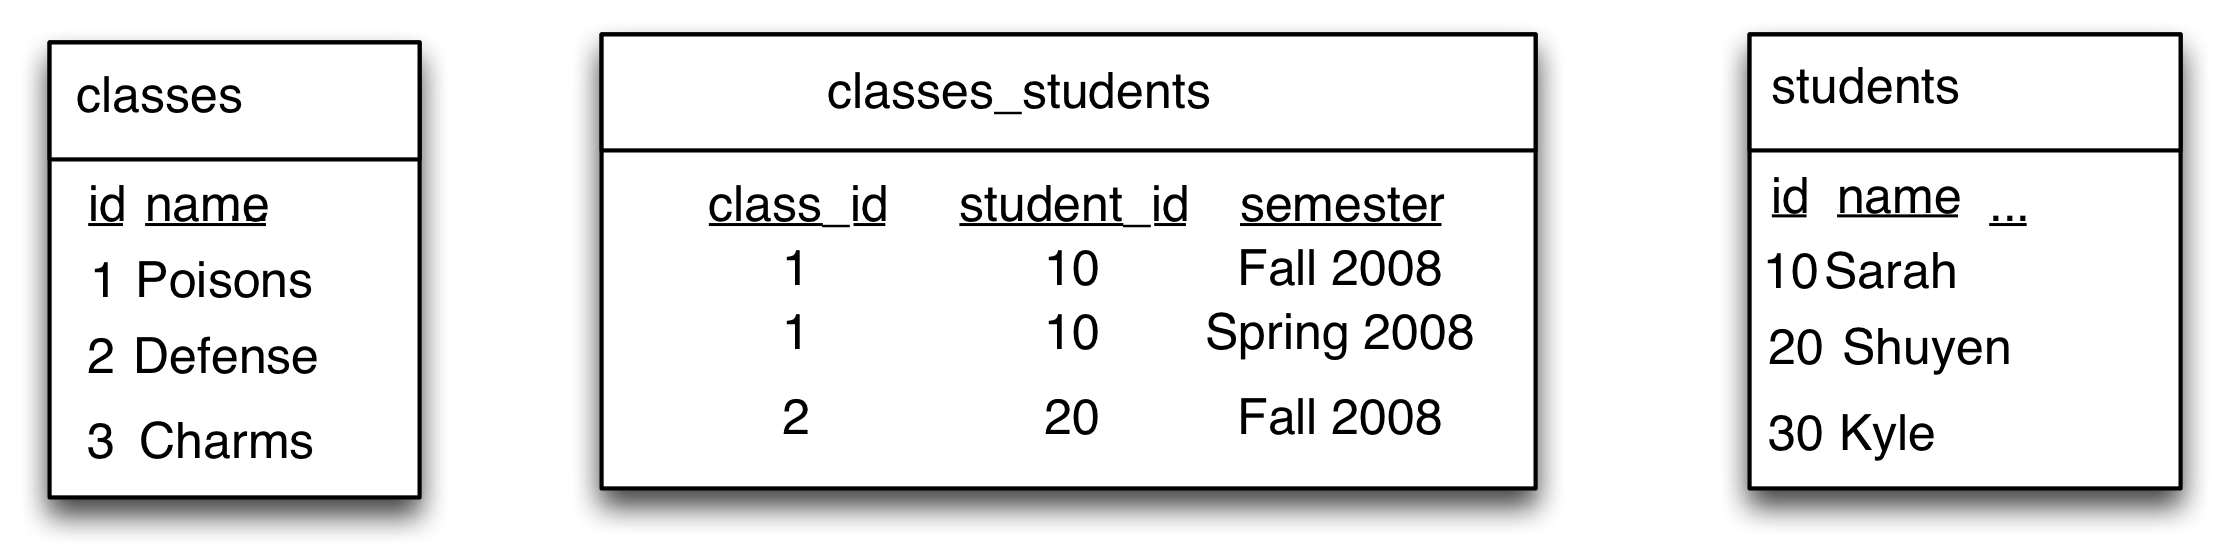 classes
id name
1 Poisons
2 Defense
3 Charms
classes_students
class_id student_id semester
1 10 Fall 2008
1 10 Spring 2008
2 20 Fall 2008
students
id name ...
10 Sarah
20 Shuyen
30 Kyle